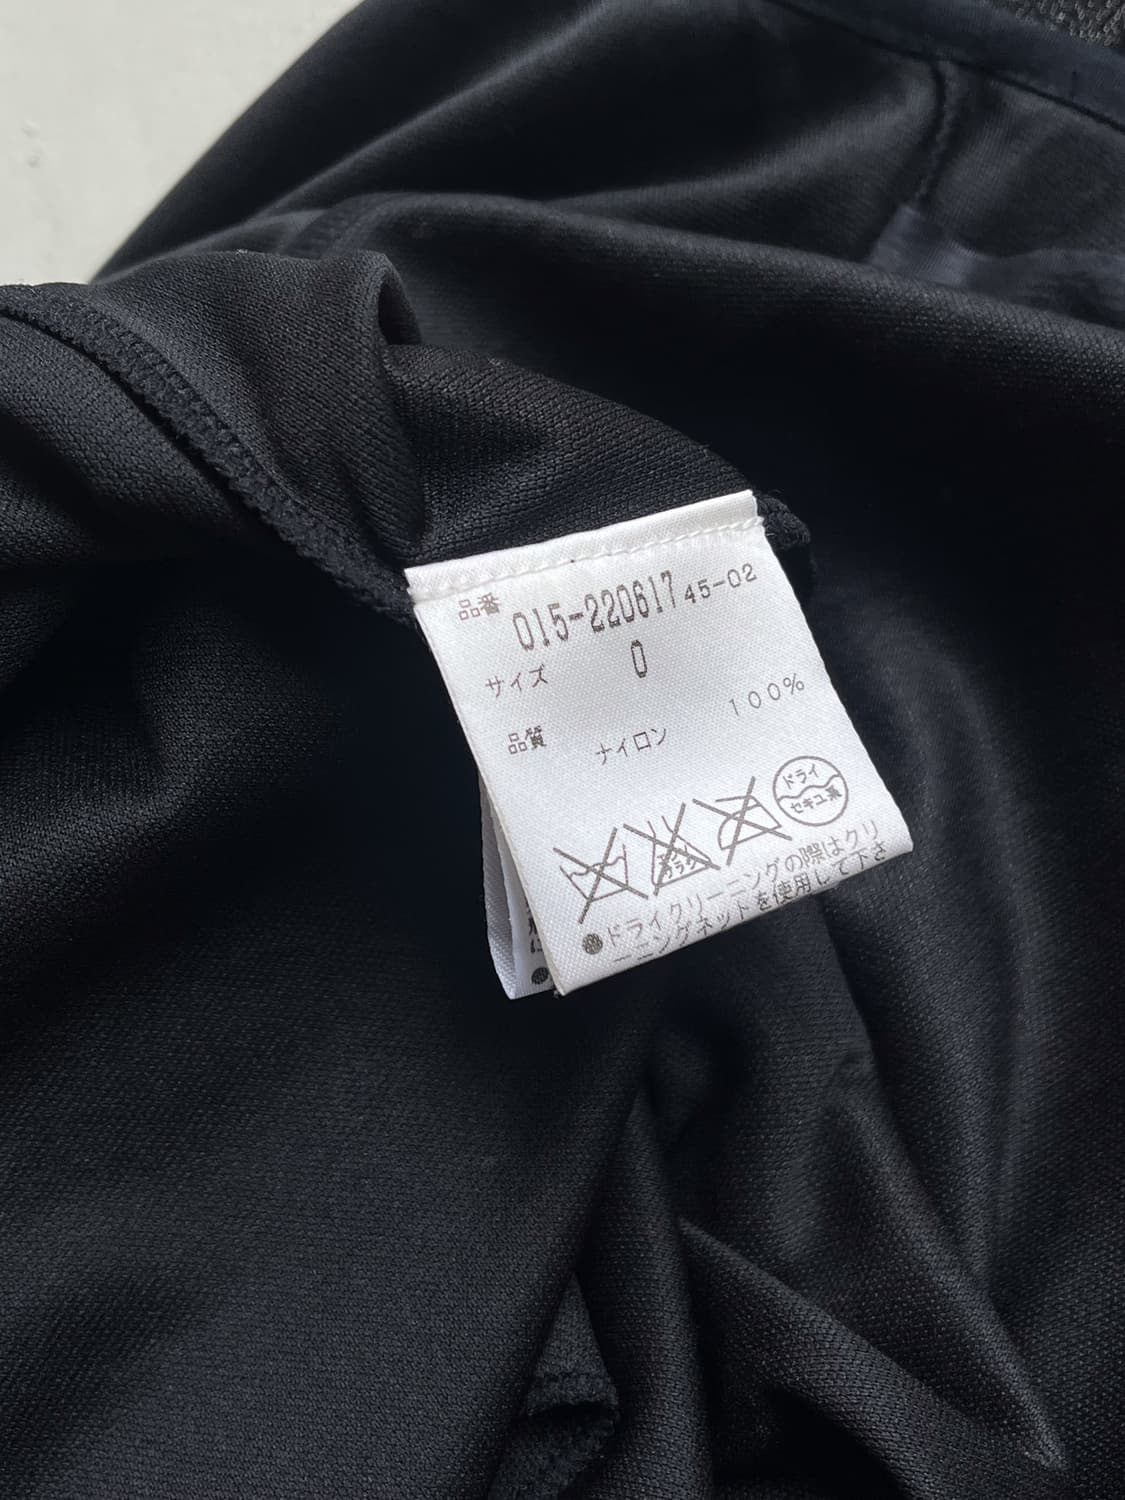 品番 015-220617 45-02
サイズ 0
品質 ナイロン 100%
ドライ
セキユ系
●ドライクリーニングの際はクリ
ーニングネットを使用して下さ